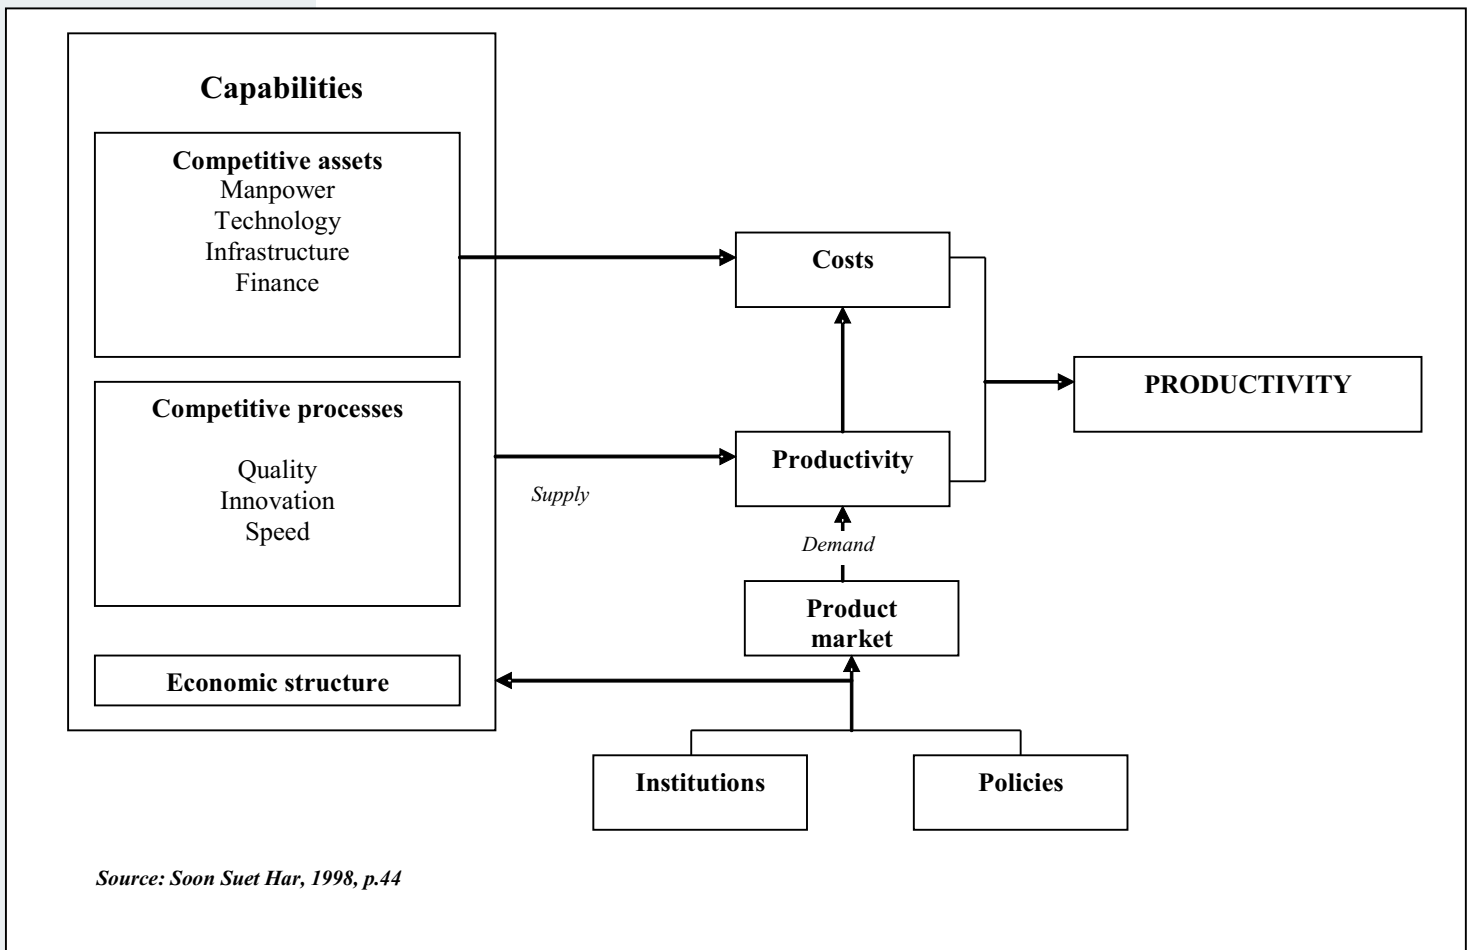 Capabilities
Competitive assets
Manpower
Technology
Infrastructure
Finance
Competitive processes
Quality
Innovation
Speed
Economic structure
Supply
Costs
Productivity
Demand
Product
market
Institutions
Policies
PRODUCTIVITY
Source: Soon Suet Har, 1998, p.44